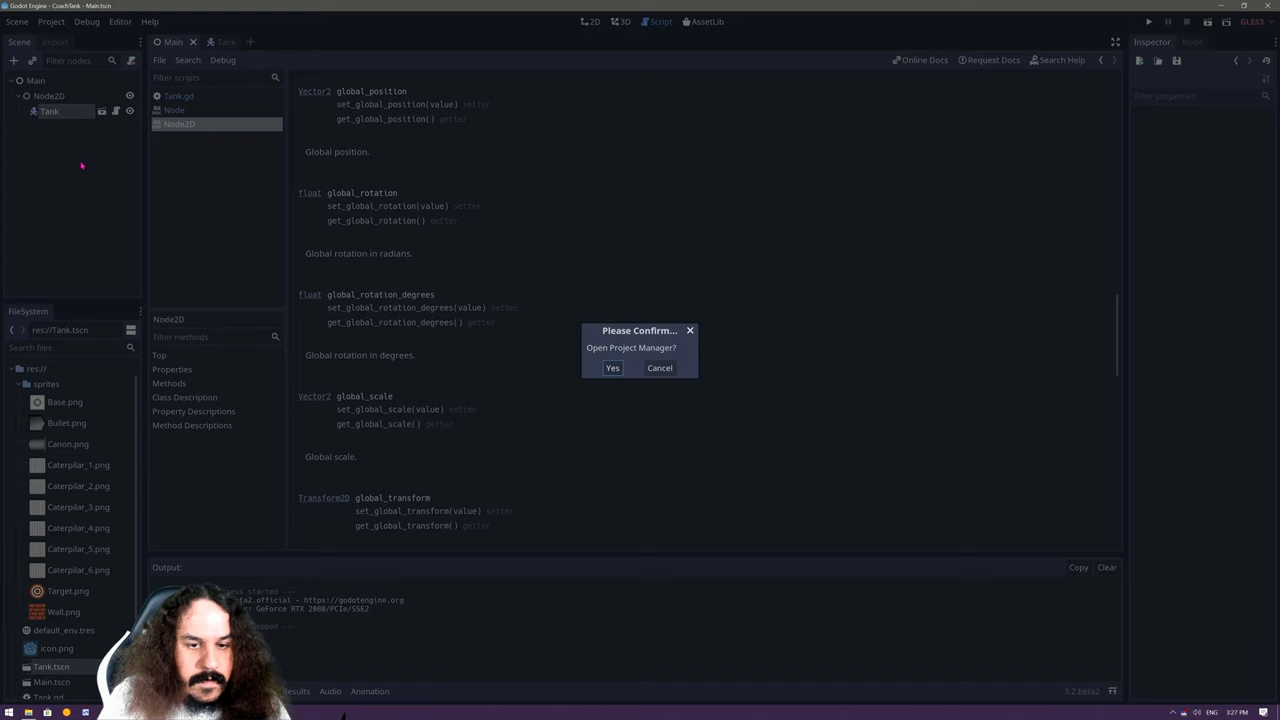 Godot Engine - CoachTank - Main.tscn
Scene Project Debug Editor Help
2D 3D Script AssetLib
GLES3
Scene Import
Filter nodes
Main
Node2D
Tank
FileSystem
res://Tank.tscn
Search files
res://
sprites
Base.png
Bullet.png
Canon.png
Caterpilar_1.png
Caterpilar_2.png
Caterpilar_3.png
Caterpilar_4.png
Caterpilar_5.png
Caterpilar_6.png
Target.png
Wall.png
default_env.tres
icon.png
Tank.tscn
Main.tscn
Tank.gd
Main Tank
File Search Debug
Online Docs Request Docs Search Help
Filter scripts
Tank.gd
Node
Node2D
Node2D
Filter methods
Top
Properties
Methods
Class Description
Property Descriptions
Method Descriptions
Vector2 global_position
set_global_position(value) setter
get_global_position() getter
Global position.
float global_rotation
set_global_rotation(value) setter
get_global_rotation() getter
Global rotation in radians.
float global_rotation_degrees
set_global_rotation_degrees(value) setter
get_global_rotation_degrees() getter
Global rotation in degrees.
Vector2 global_scale
set_global_scale(value) setter
get_global_scale() getter
Global scale.
Transform2D global_transform
set_global_transform(value) setter
get_global_transform() getter
Please Confirm...
Open Project Manager?
Yes Cancel
Output:
Copy Clear
started ---
official - https://godotengine.org
GeForce RTX 2080/PCIe/SSE2
---
Audio Animation
3.2.beta2
Inspector Node
Filter properties
ENG 3:27 PM